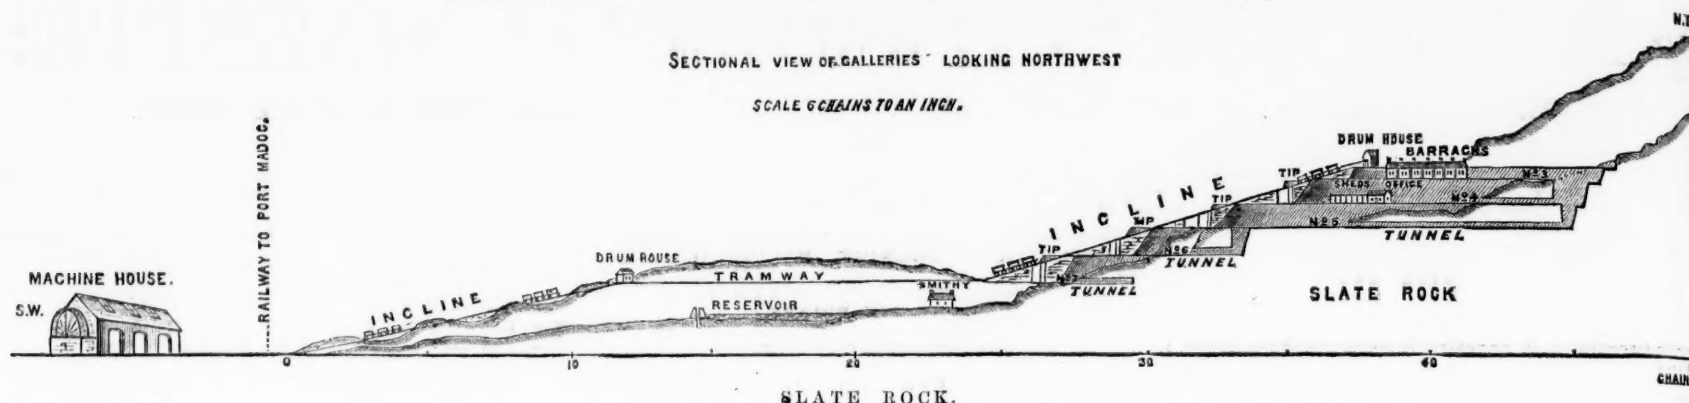 SECTIONAL VIEW OF GALLERIES LOOKING NORTHWEST
SCALE 6 CHAINS TO AN INCH.
N.E
DRUM HOUSE
BARRACHS
TIP
SHEDS OFFICE
No 3
No 4
INCLINE
TIP
No 5
TUNNEL
TIP
No 6
TUNNEL
TIP
No 7
TUNNEL
SLATE ROCK
DRUM HOUSE
TRAMWAY
SMITHY
RESERVOIR
INCLINE
RAILWAY TO PORT MADOC.
MACHINE HOUSE.
S.W.
0 10 20 30 40
CHAIN
SLATE ROCK.